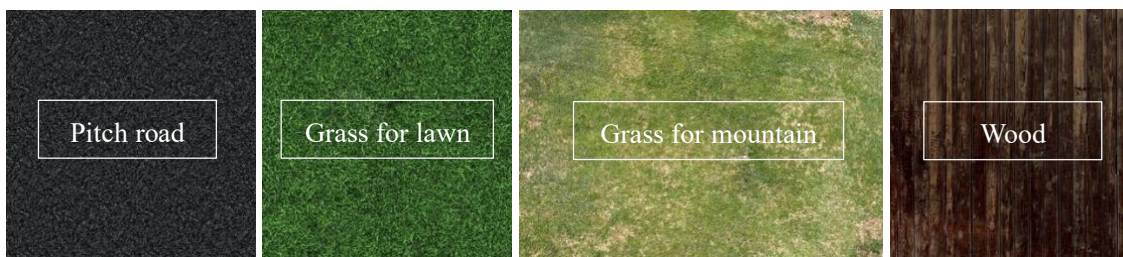 Pitch road
Grass for lawn
Grass for mountain
Wood